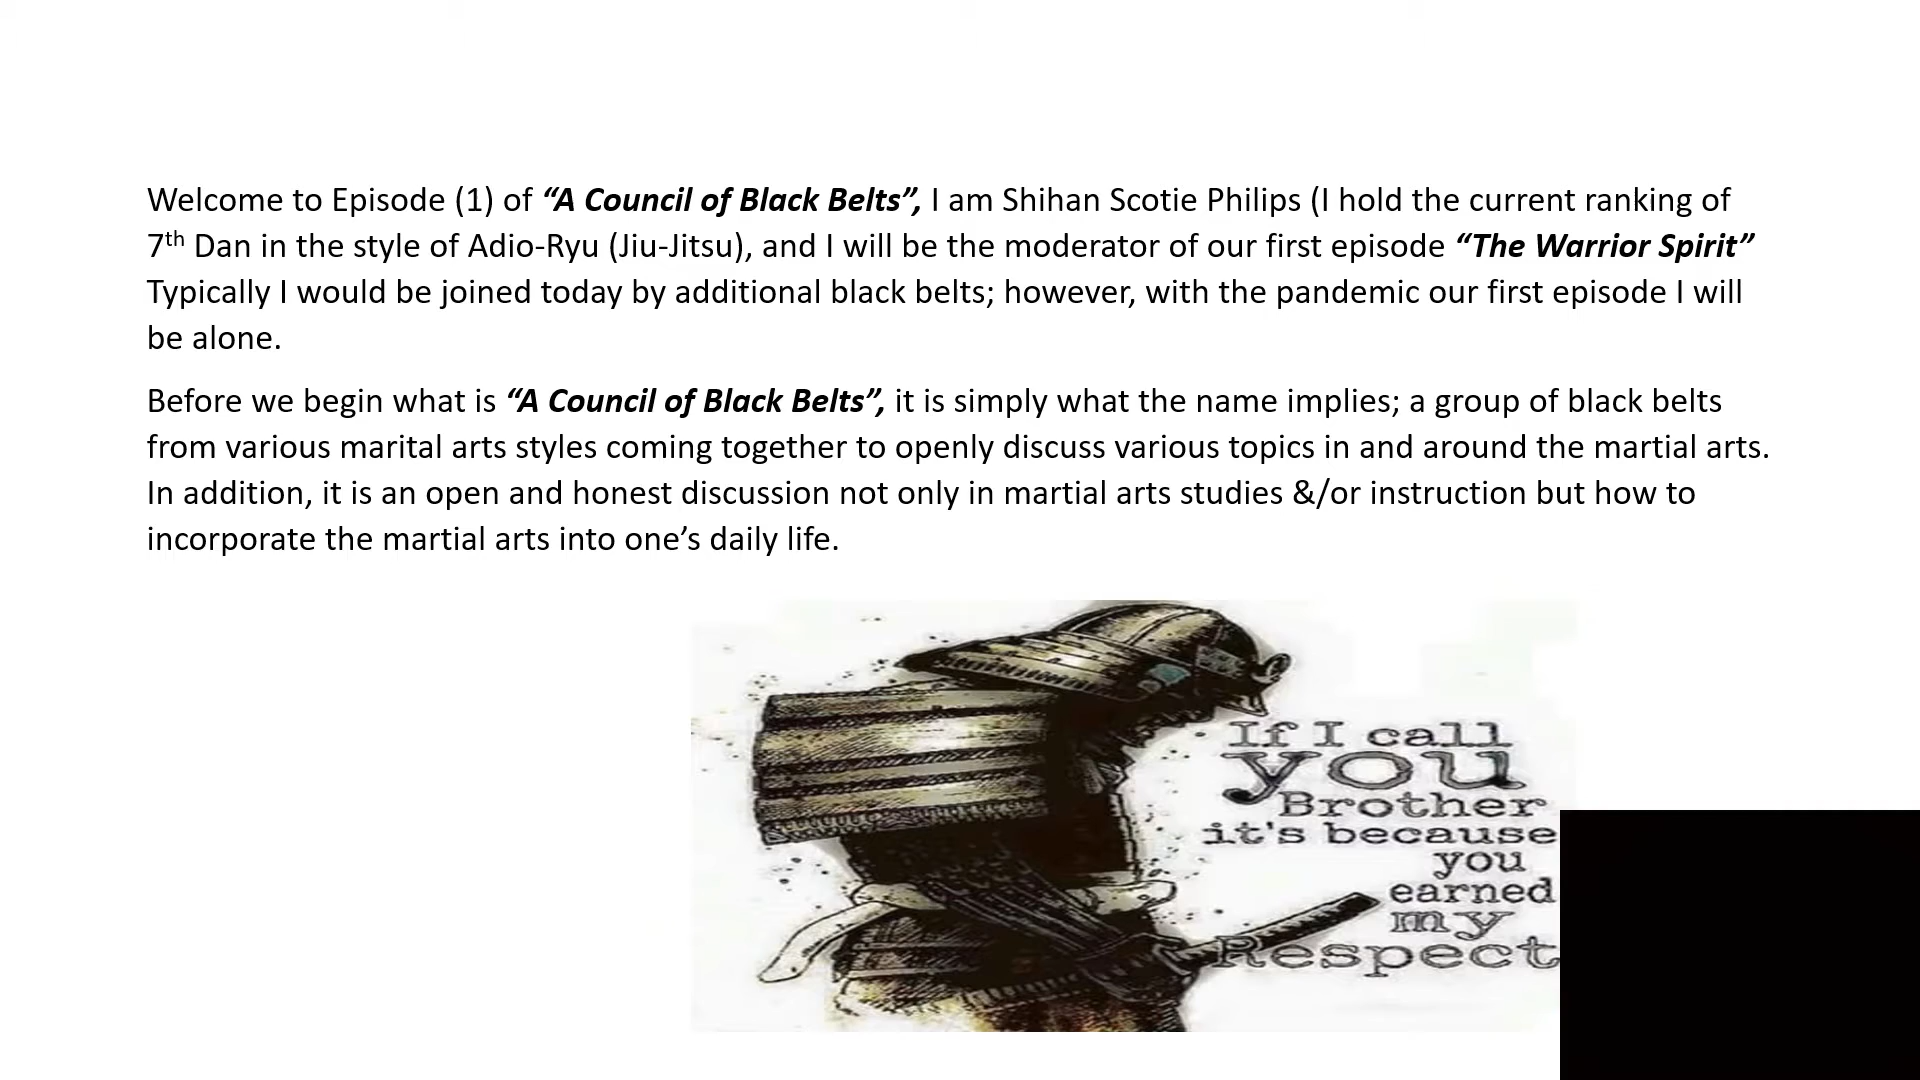 Welcome to Episode (1) of “A Council of Black Belts”, I am Shihan Scotie Philips (I hold the current ranking of
7th Dan in the style of Adio-Ryu (Jiu-Jitsu), and I will be the moderator of our first episode “The Warrior Spirit”
Typically I would be joined today by additional black belts; however, with the pandemic our first episode I will
be alone.
Before we begin what is “A Council of Black Belts”, it is simply what the name implies; a group of black belts
from various marital arts styles coming together to openly discuss various topics in and around the martial arts.
In addition, it is an open and honest discussion not only in martial arts studies &/or instruction but how to
incorporate the martial arts into one’s daily life.
If I call
you
Brother
it's because
you
earned
my
Respect